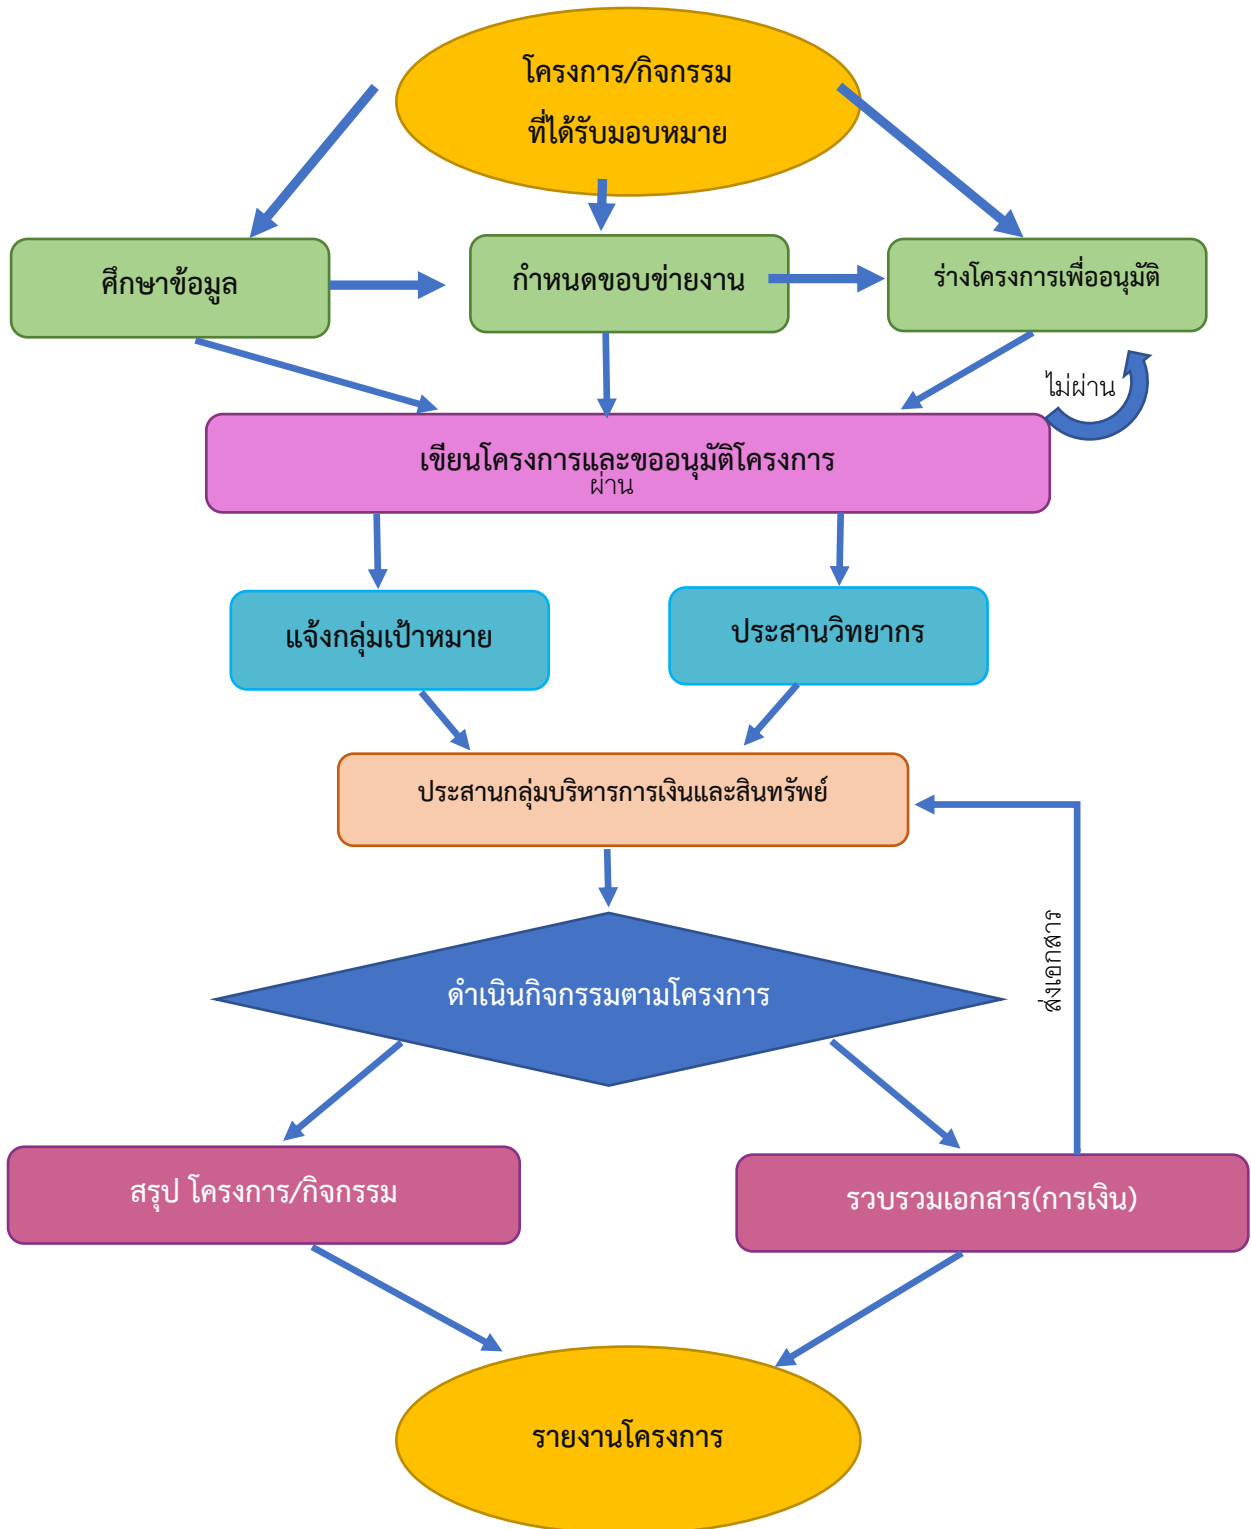 โครงการ/กิจกรรม
ที่ได้รับมอบหมาย
ศึกษาข้อมูล
กำหนดขอบข่ายงาน
ร่างโครงการเพื่ออนุมัติ
ไม่ผ่าน
เขียนโครงการและขออนุมัติโครงการ
ผ่าน
แจ้งกลุ่มเป้าหมาย
ประสานวิทยากร
ประสานกลุ่มบริหารการเงินและสินทรัพย์
ส่งเอกสาร
ดำเนินกิจกรรมตามโครงการ
สรุป โครงการ/กิจกรรม
รวบรวมเอกสาร(การเงิน)
รายงานโครงการ